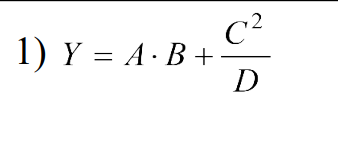 1) Y = A · B + C²/D